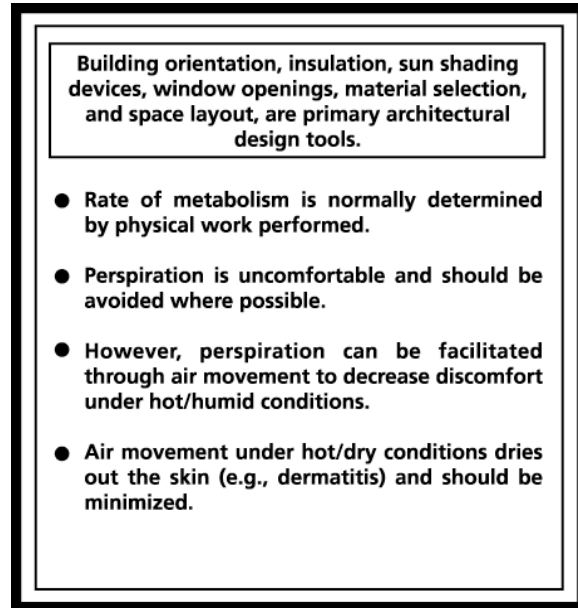 Building orientation, insulation, sun shading
devices, window openings, material selection,
and space layout, are primary architectural
design tools.
● Rate of metabolism is normally determined
by physical work performed.
● Perspiration is uncomfortable and should be
avoided where possible.
● However, perspiration can be facilitated
through air movement to decrease discomfort
under hot/humid conditions.
● Air movement under hot/dry conditions dries
out the skin (e.g., dermatitis) and should be
minimized.